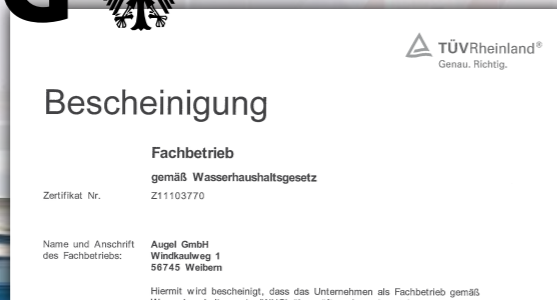 G
TÜVRheinland®
Genau. Richtig.
Bescheinigung
Fachbetrieb
gemäß Wasserhaushaltsgesetz
Zertifikat Nr. Z11103770
Name und Anschrift Augel GmbH
des Fachbetriebs: Windkaulweg 1
56745 Weibern
Hiermit wird bescheinigt, dass das Unternehmen als Fachbetrieb gemäß